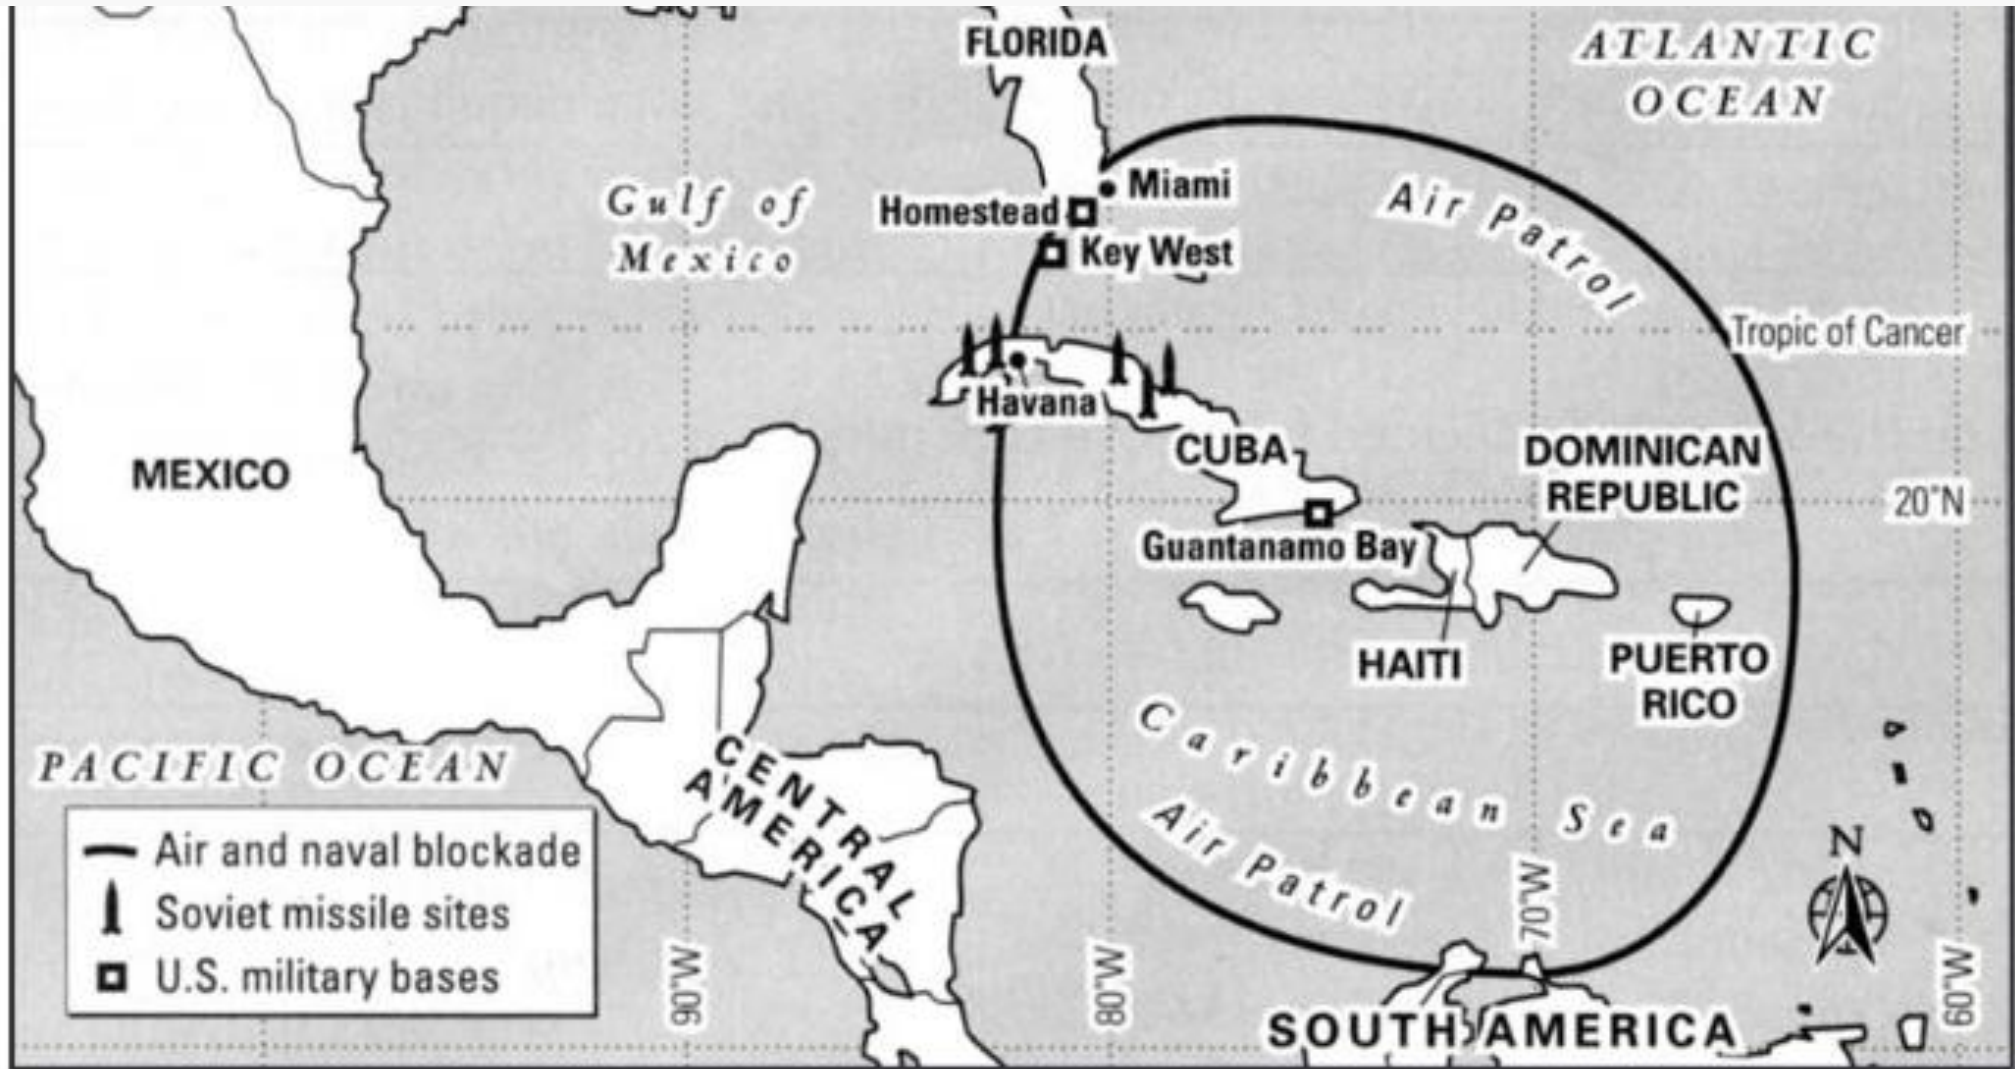 FLORIDA
ATLANTIC
OCEAN
Gulf of
Mexico
Miami
Homestead
Key West
Air Patrol
Tropic of Cancer
Havana
MEXICO
CUBA
DOMINICAN
REPUBLIC
20°N
Guantanamo Bay
HAITI
PUERTO
RICO
Caribbean Sea
Air Patrol
PACIFIC OCEAN
CENTRAL
AMERICA
N
Air and naval blockade
Soviet missile sites
U.S. military bases
90°W
80°W
70°W
60°W
SOUTH AMERICA